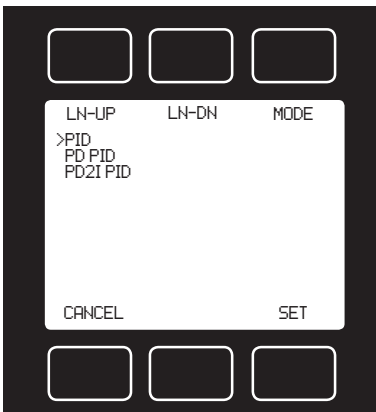 LN-UP LN-DN MODE
>PID
PD PID
PD2I PID
CANCEL SET